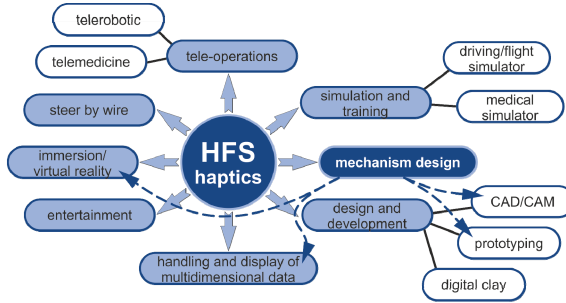 telerobotic
telemedicine
tele-operations
driving/flight
simulator
steer by wire
simulation and
training
medical
simulator
HFS
haptics
immersion/
virtual reality
mechanism design
entertainment
design and
development
CAD/CAM
prototyping
handling and display of
multidimensional data
digital clay